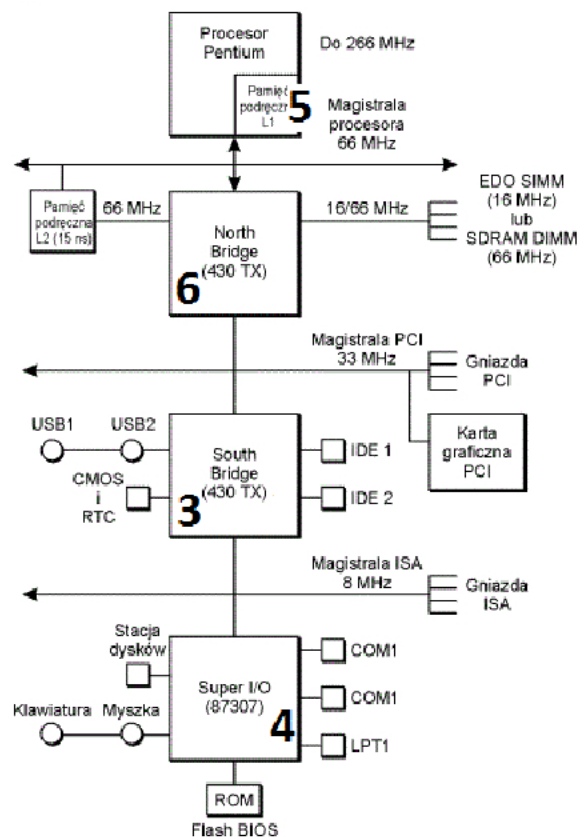 Procesor
Pentium
Do 266 MHz
Pamięć
podręczn
L1
5
Magistrala
procesora
66 MHz
Pamięć
podręczna
L2 (15 ns)
66 MHz
North
Bridge
(430 TX)
6
16/66 MHz
EDO SIMM
(16 MHz)
lub
SDRAM DIMM
(66 MHz)
Magistrala PCI
33 MHz
Gniazda
PCI
USB1
USB2
South
Bridge
(430 TX)
3
IDE 1
Karta
graficzna
PCI
CMOS
i
RTC
IDE 2
Magistrala ISA
8 MHz
Gniazda
ISA
Stacja
dysków
Super I/O
(87307)
4
COM1
Klawiatura
Myszka
COM1
LPT1
ROM
Flash BIOS